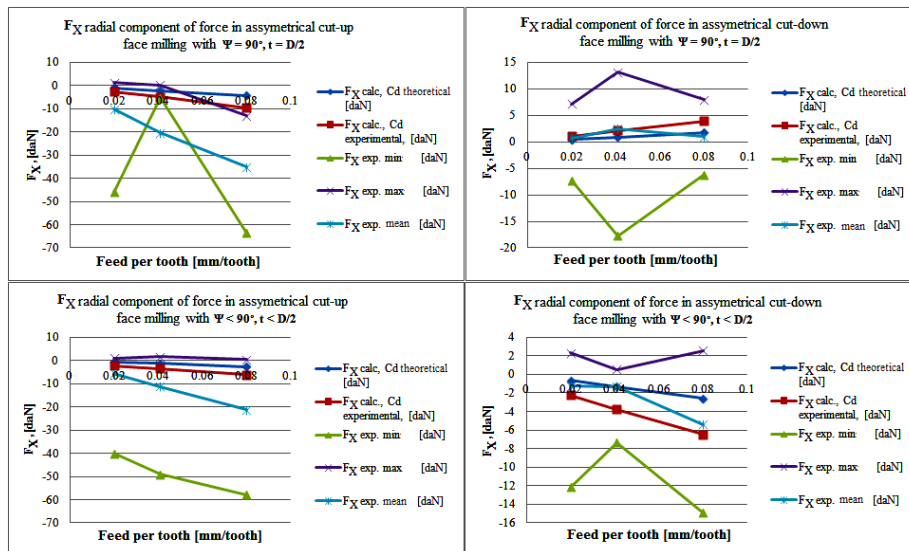 FX radial component of force in assymetrical cut-up
face milling with Ψ = 90°, t = D/2
10
0
-10
-20
-30
-40
-50
-60
-70
0 0.02 0.04 0.06 0.08 0.1
FX, [daN]
Feed per tooth [mm/tooth]
FX calc, Cd theoretical
[daN]
FX calc., Cd
experimental, [daN]
FX exp. min [daN]
FX exp. max [daN]
FX exp. mean [daN]
FX radial component of force in assymetrical cut-down
face milling with Ψ = 90°, t = D/2
15
10
5
0
-5
-10
-15
-20
0 0.02 0.04 0.06 0.08 0.1
FX, [daN]
Feed per tooth [mm/tooth]
FX calc, Cd theoretical
[daN]
FX calc., Cd
experimental, [daN]
FX exp. min [daN]
FX exp. max [daN]
FX exp. mean [daN]
FX radial component of force in assymetrical cut-up
face milling with Ψ < 90°, t < D/2
10
0
-10
-20
-30
-40
-50
-60
-70
0 0.02 0.04 0.06 0.08 0.1
FX, [daN]
Feed per tooth [mm/tooth]
FX calc, Cd theoretical
[daN]
FX calc., Cd
experimental, [daN]
FX exp. min [daN]
FX exp. max [daN]
FX exp. mean [daN]
FX radial component of force in assymetrical cut-down
face milling with Ψ < 90°, t < D/2
4
2
0
-2
-4
-6
-8
-10
-12
-14
-16
0 0.02 0.04 0.06 0.08 0.1
FX, [daN]
Feed per tooth [mm/tooth]
FX calc, Cd theoretical
[daN]
FX calc., Cd
experimental, [daN]
FX exp. min [daN]
FX exp. max [daN]
FX exp. mean [daN]